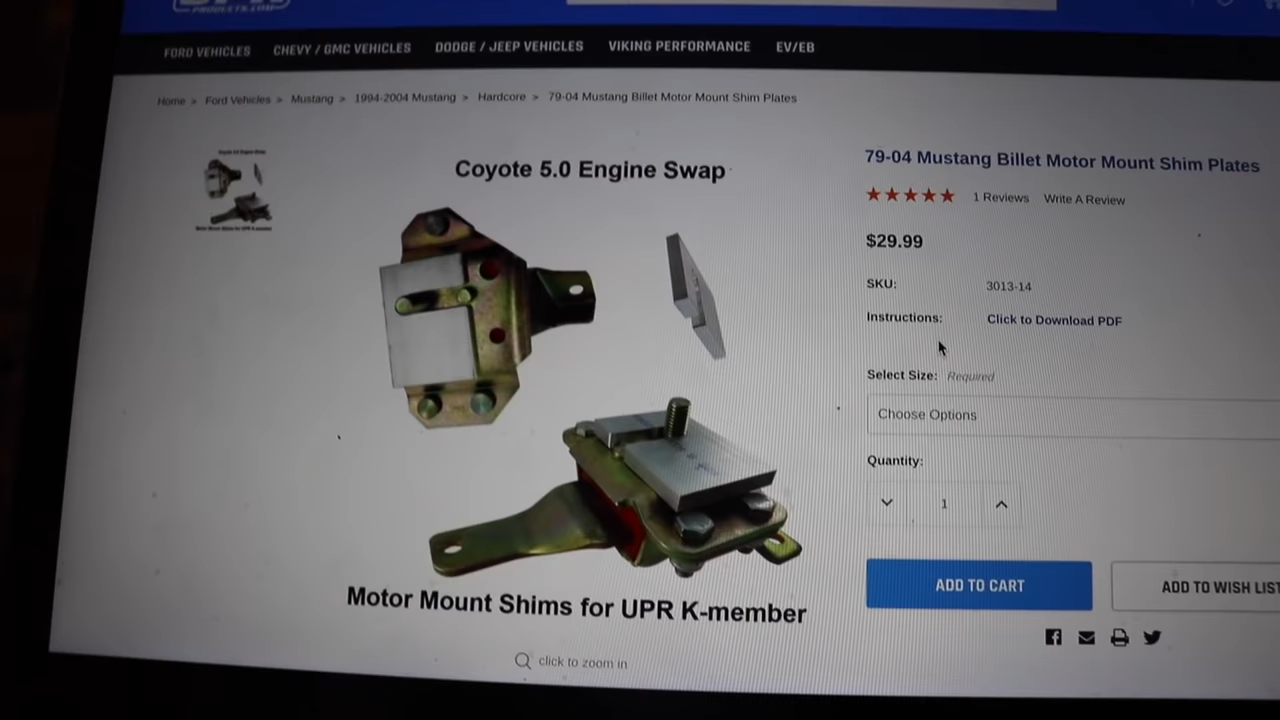 PRODUCTS.COM
FORD VEHICLES CHEVY / GMC VEHICLES DODGE / JEEP VEHICLES VIKING PERFORMANCE EV/EB
Home > Ford Vehicles > Mustang > 1994-2004 Mustang > Hardcore > 79-04 Mustang Billet Motor Mount Shim Plates
Coyote 5.0 Engine Swap
Motor Mount Shims for UPR K-member
click to zoom in
79-04 Mustang Billet Motor Mount Shim Plates
1 Reviews Write A Review
$29.99
SKU: 3013-14
Instructions: Click to Download PDF
Select Size: Required
Choose Options
Quantity:
1
ADD TO CART
ADD TO WISH LIST